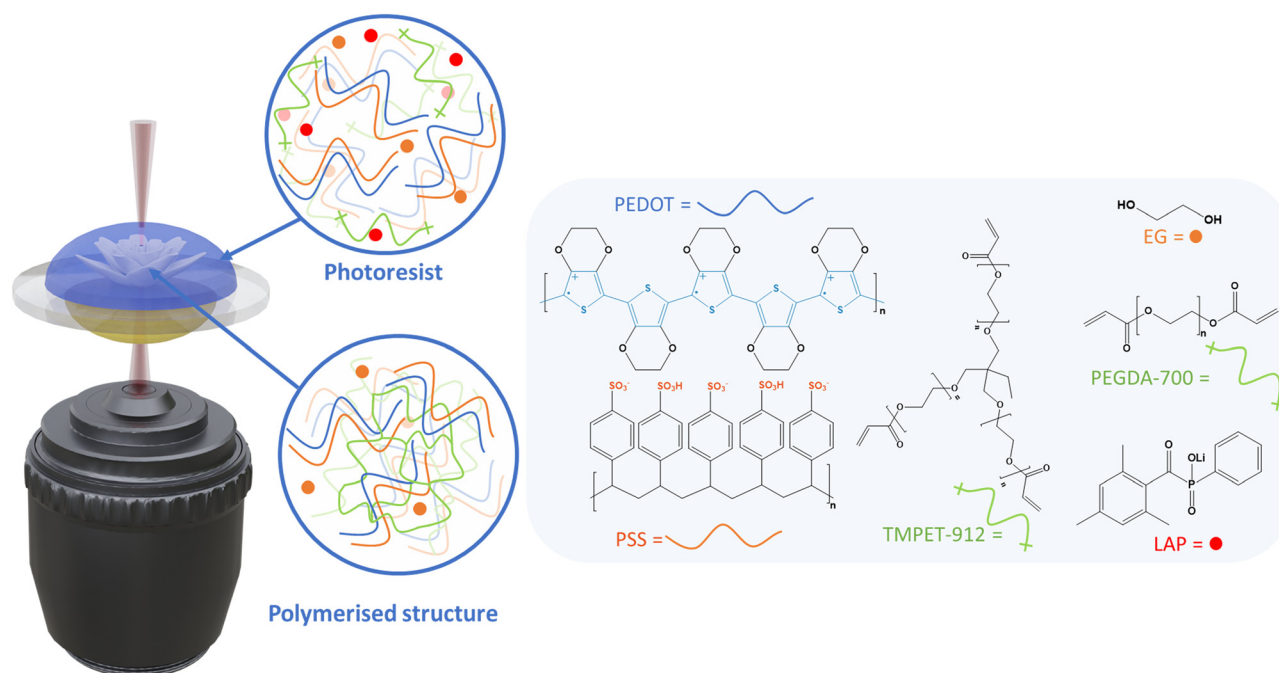 Photoresist
Polymerised structure
PEDOT =
O O O O O O
+ + +
S S
[ ]n
S S S
O O O O
SO₃⁻ SO₃H SO₃⁻ SO₃H SO₃⁻
[ ]n
PSS =
O
O
n
O
O
O
n
O
O
O
O
n
O
O
TMPET-912 =
HO
OH
EG =
O
O
[ ]n
O
O
PEGDA-700 =
O
OLi
P
O
LAP =